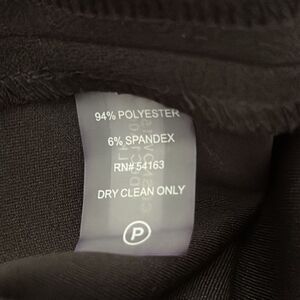 94% POLYESTER
6% SPANDEX
RN# 54163
DRY CLEAN ONLY
P